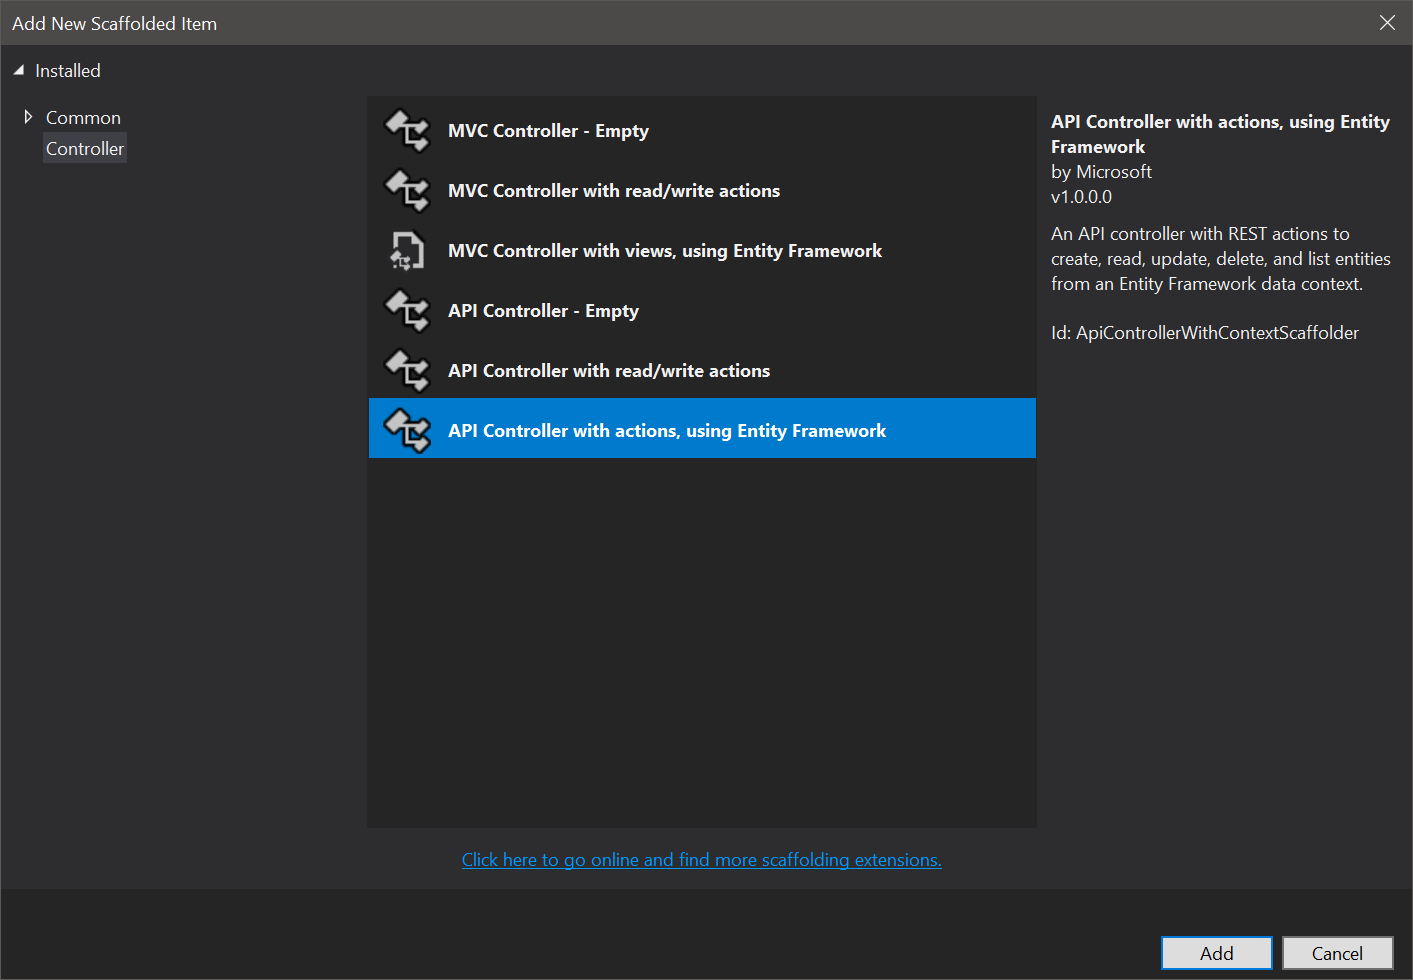 Add New Scaffolded Item
Installed
Common
Controller
MVC Controller - Empty
MVC Controller with read/write actions
MVC Controller with views, using Entity Framework
API Controller - Empty
API Controller with read/write actions
API Controller with actions, using Entity Framework
API Controller with actions, using Entity
Framework
by Microsoft
v1.0.0.0
An API controller with REST actions to
create, read, update, delete, and list entities
from an Entity Framework data context.
Id: ApiControllerWithContextScaffolder
Click here to go online and find more scaffolding extensions.
Add
Cancel